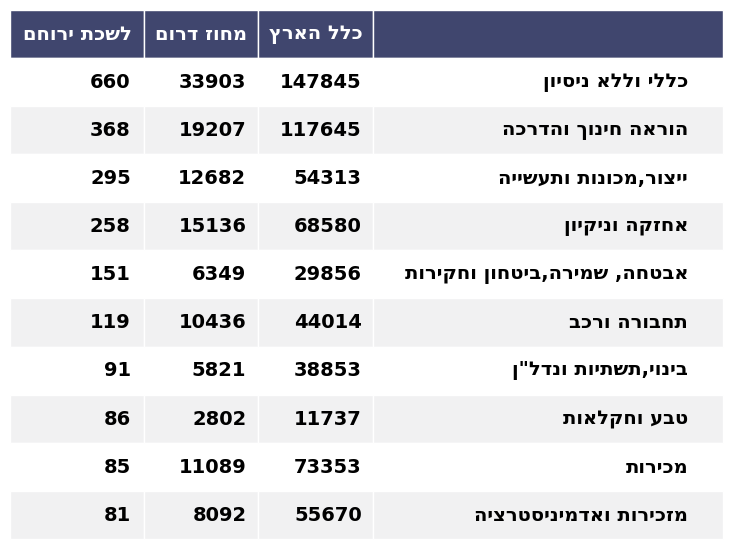 כלל הארץ מחוז דרום לשכת ירוחם
כללי וללא ניסיון 147845 33903 660
הוראה חינוך והדרכה 117645 19207 368
ייצור,מכונות ותעשייה 54313 12682 295
אחזקה וניקיון 68580 15136 258
אבטחה, שמירה,ביטחון וחקירות 29856 6349 151
תחבורה ורכב 44014 10436 119
בינוי,תשתיות ונדל"ן 38853 5821 91
טבע וחקלאות 11737 2802 86
מכירות 73353 11089 85
מזכירות ואדמיניסטרציה 55670 8092 81